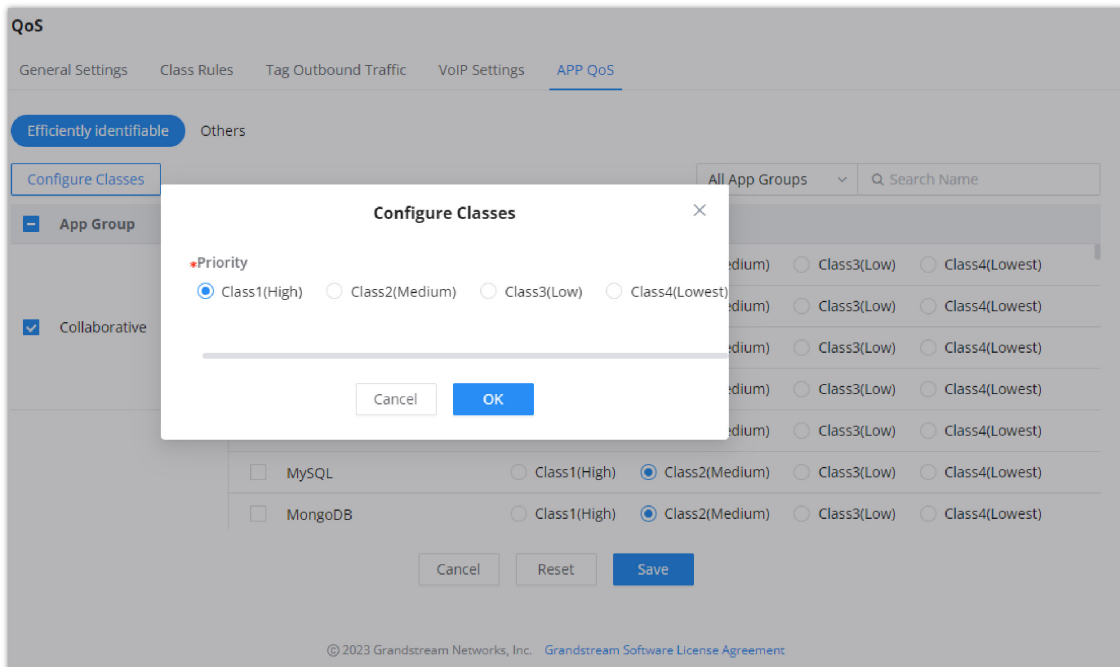 QoS
General Settings Class Rules Tag Outbound Traffic VoIP Settings APP QoS
Efficiently identifiable Others
Configure Classes All App Groups Search Name
App Group
Configure Classes
*Priority
Class1(High) Class2(Medium) Class3(Low) Class4(Lowest)
Cancel OK
edium) Class3(Low) Class4(Lowest)
edium) Class3(Low) Class4(Lowest)
Collaborative
edium) Class3(Low) Class4(Lowest)
edium) Class3(Low) Class4(Lowest)
edium) Class3(Low) Class4(Lowest)
MySQL Class1(High) Class2(Medium) Class3(Low) Class4(Lowest)
MongoDB Class1(High) Class2(Medium) Class3(Low) Class4(Lowest)
Cancel Reset Save
© 2023 Grandstream Networks, Inc. Grandstream Software License Agreement